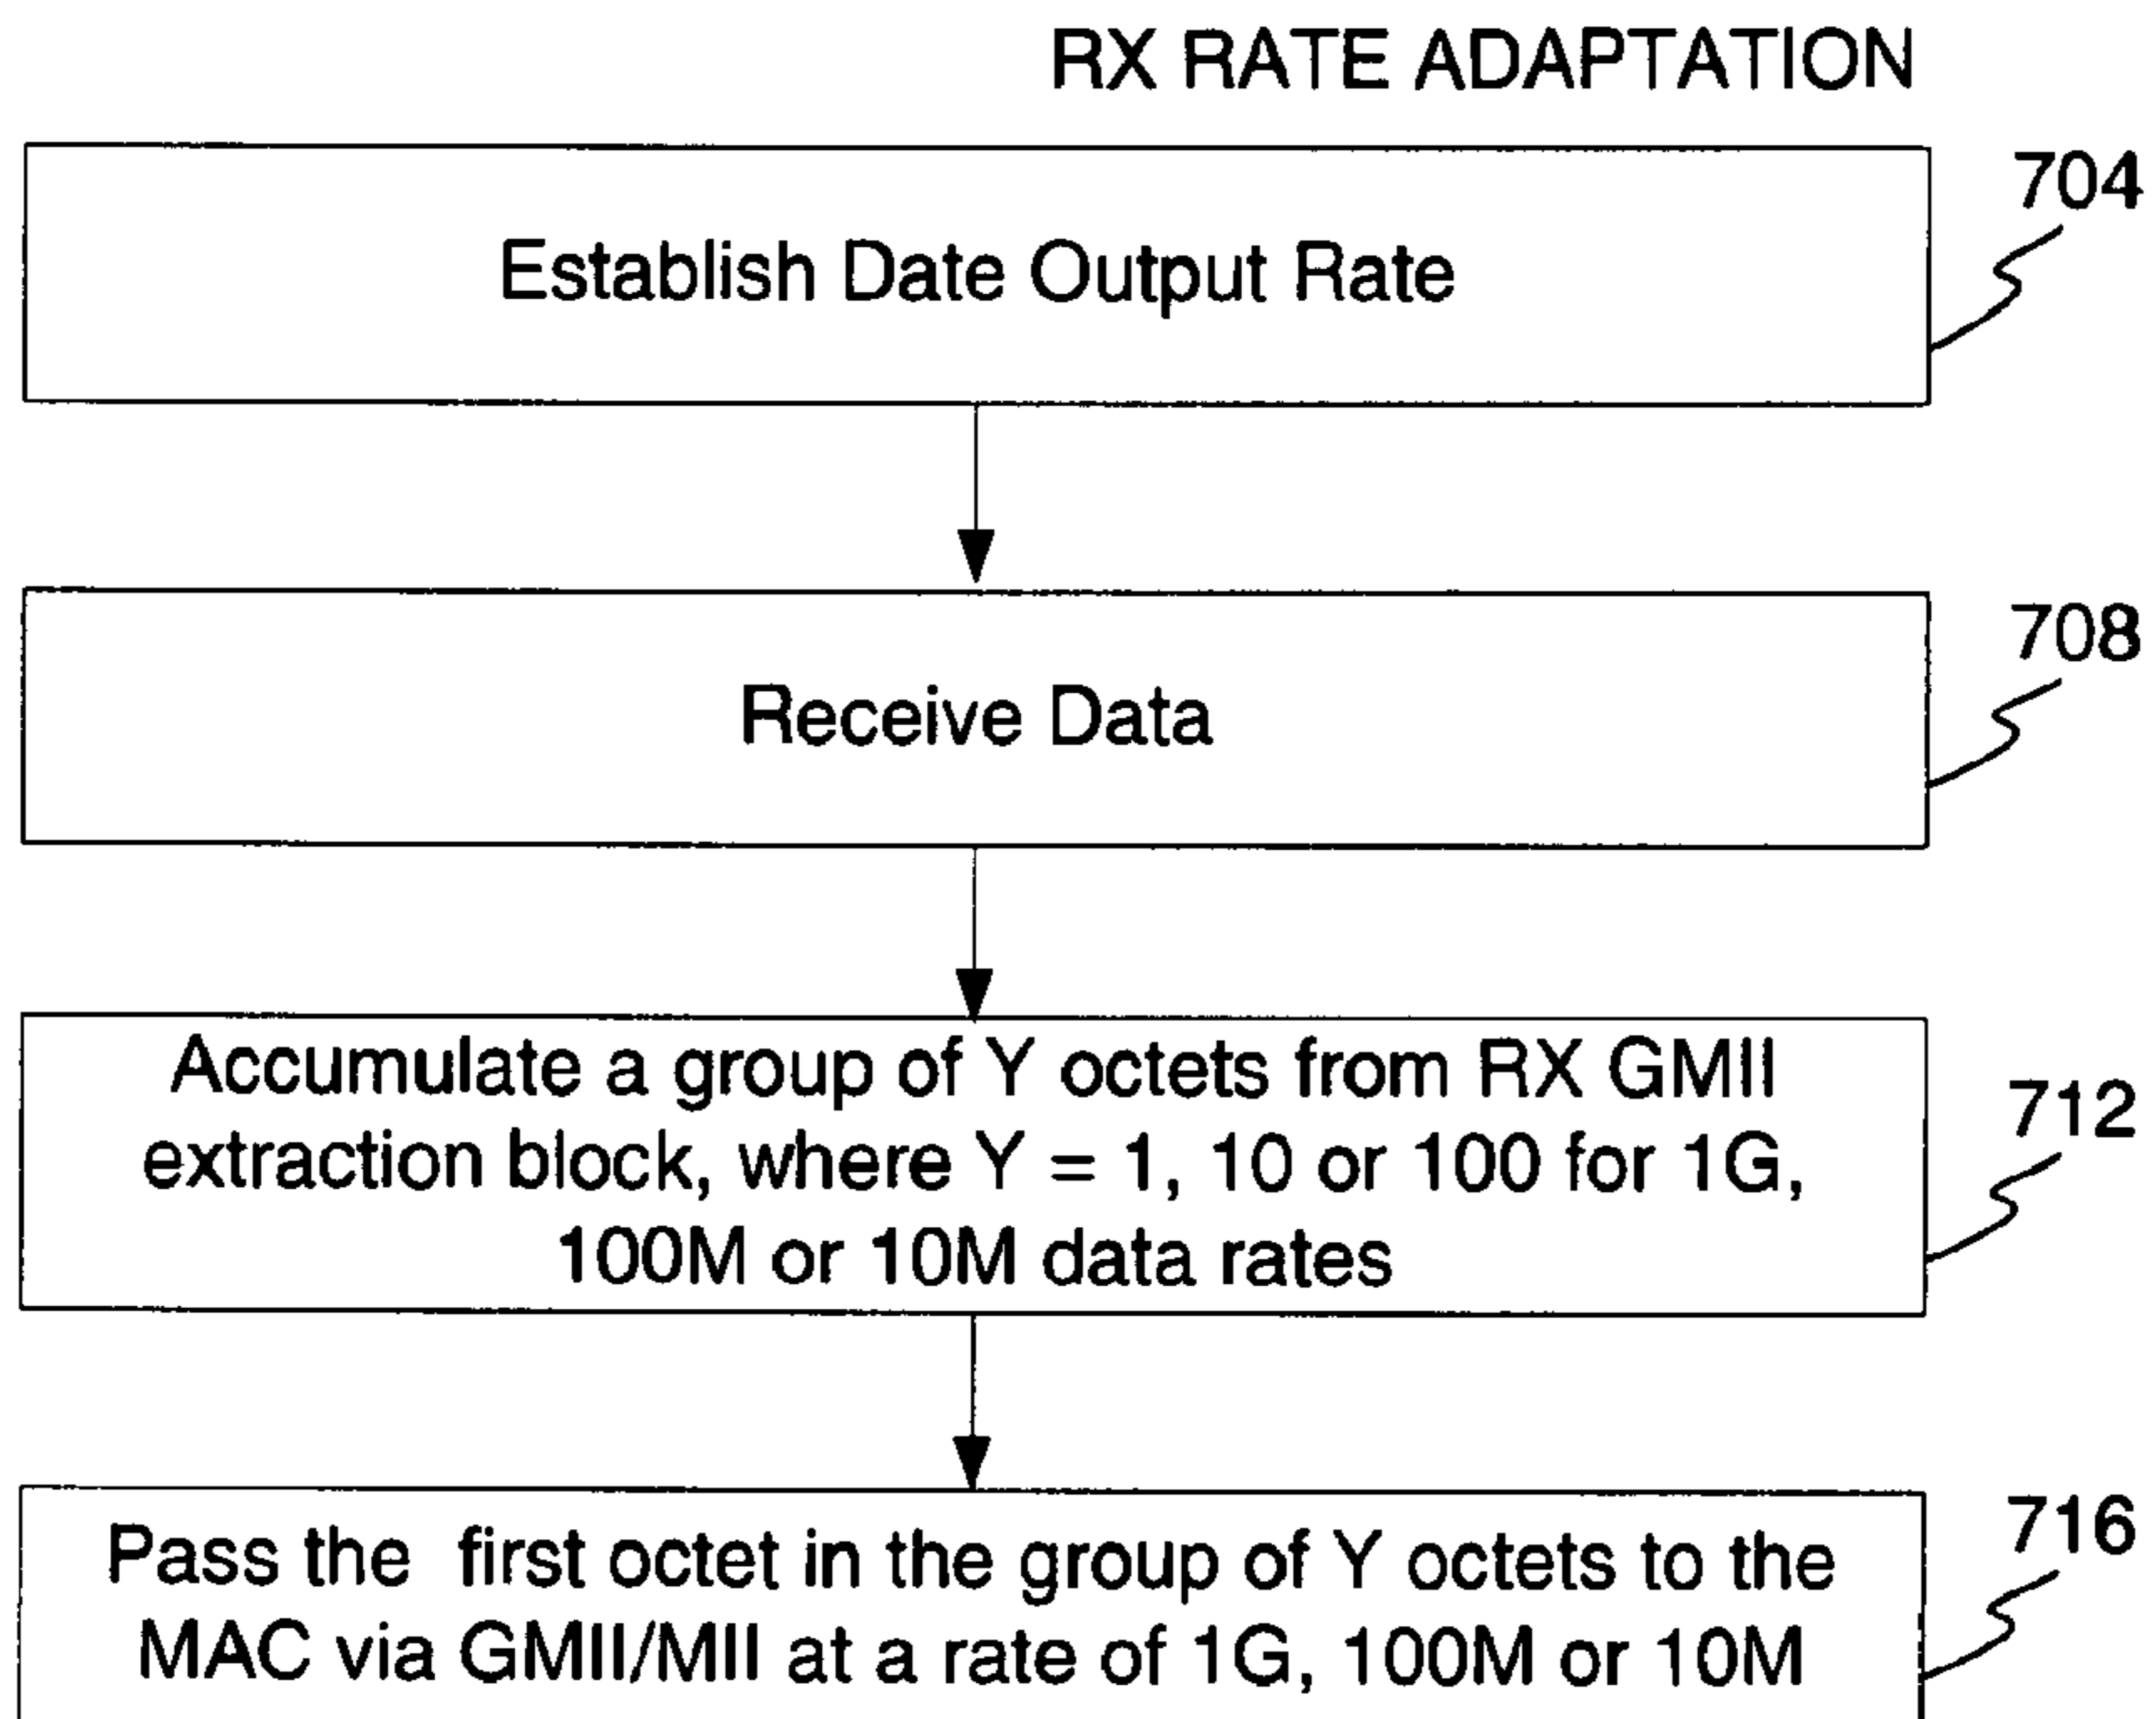 RX RATE ADAPTATION
704
Establish Date Output Rate
708
Receive Data
Accumulate a group of Y octets from RX GMII
extraction block, where Y = 1, 10 or 100 for 1G,
100M or 10M data rates
712
Pass the first octet in the group of Y octets to the
MAC via GMII/MII at a rate of 1G, 100M or 10M
716